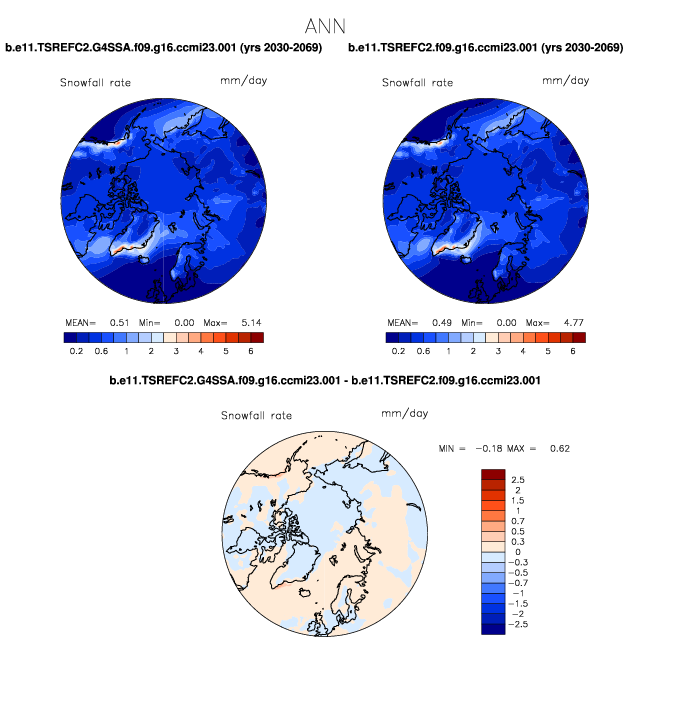 ANN
b.e11.TSREFC2.G4SSA.f09.g16.ccmi23.001 (yrs 2030-2069) b.e11.TSREFC2.f09.g16.ccmi23.001 (yrs 2030-2069)
Snowfall rate mm/day Snowfall rate mm/day
MEAN= 0.51 Min= 0.00 Max= 5.14 MEAN= 0.49 Min= 0.00 Max= 4.77
0.2 0.6 1 2 3 4 5 6 0.2 0.6 1 2 3 4 5 6
b.e11.TSREFC2.G4SSA.f09.g16.ccmi23.001 - b.e11.TSREFC2.f09.g16.ccmi23.001
Snowfall rate mm/day
MIN = -0.18 MAX = 0.62
2.5
2
1.5
1
0.7
0.5
0.3
0
-0.3
-0.5
-0.7
-1
-1.5
-2
-2.5